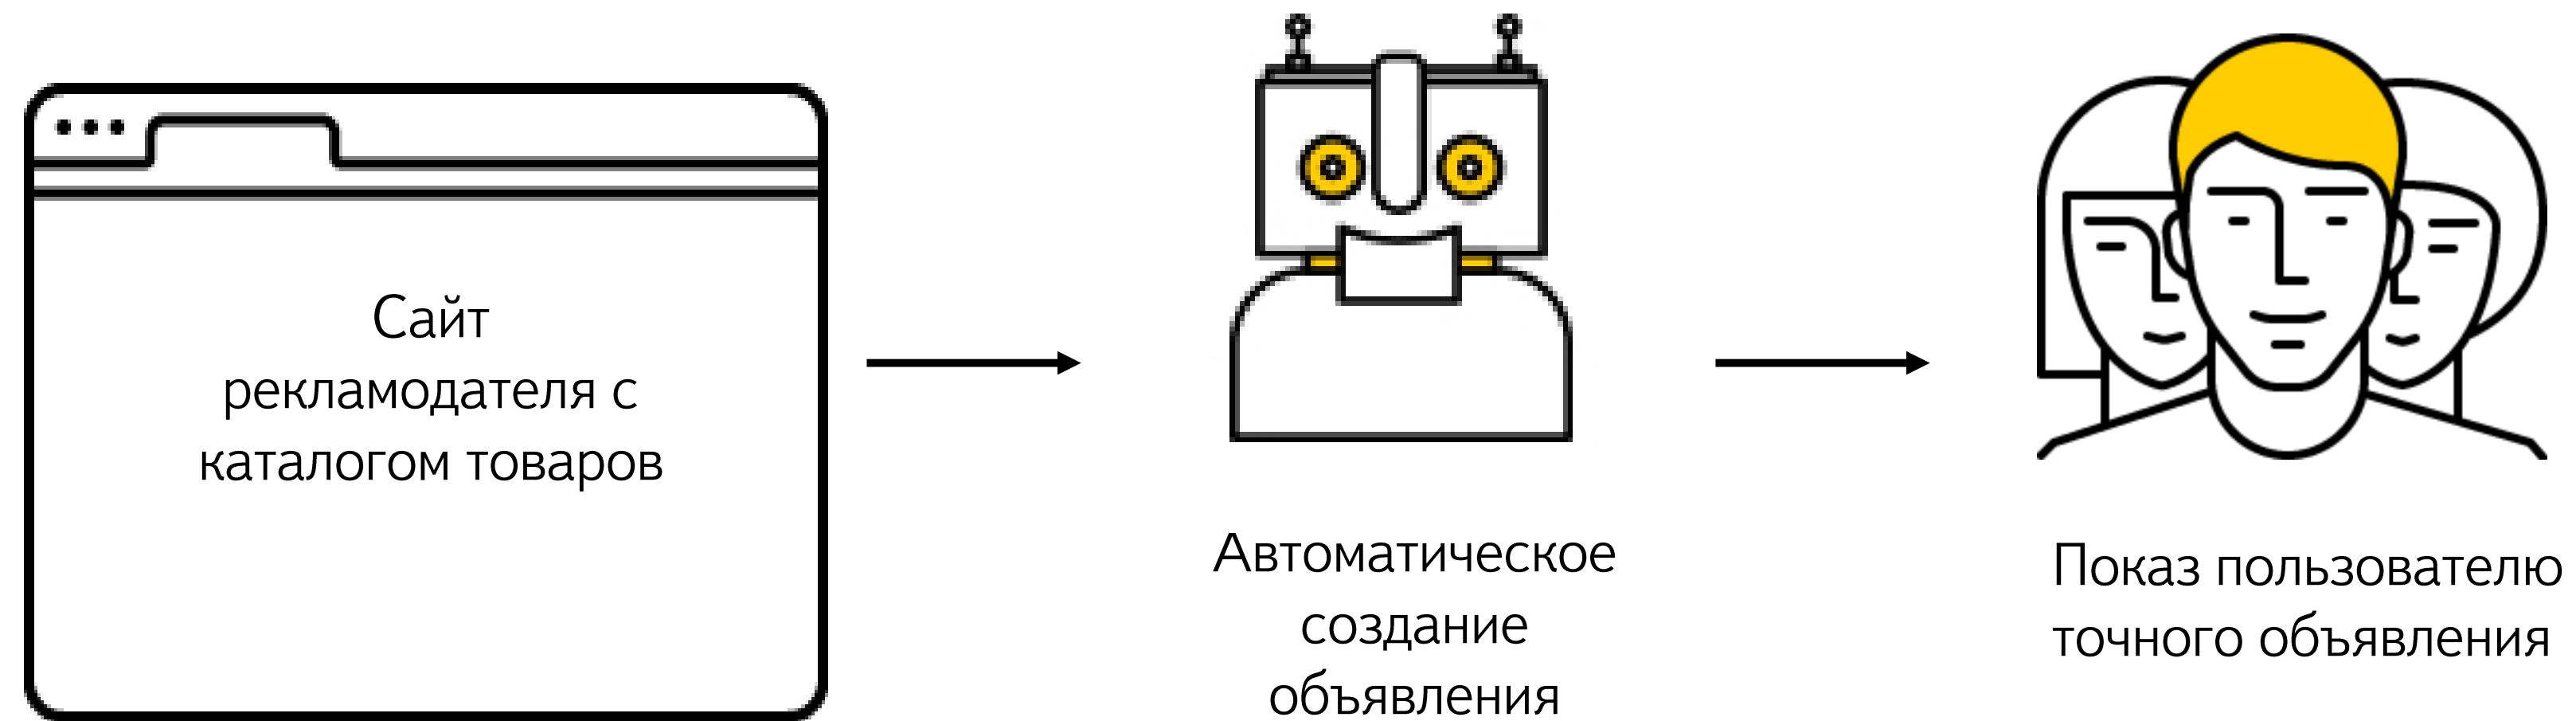 Сайт
рекламодателя с
каталогом товаров
Автоматическое
создание
объявления
Показ пользователю
точного объявления